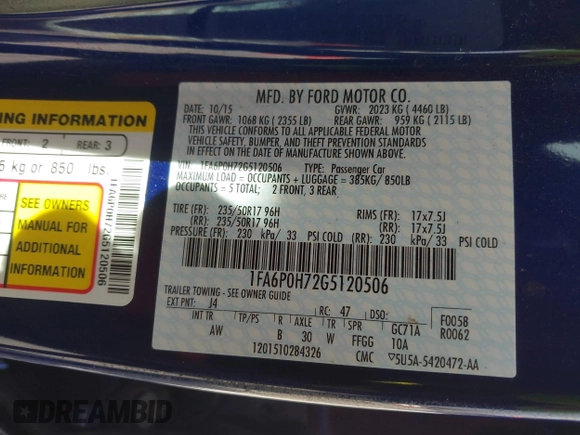 NG INFORMATION
FRONT: 2 REAR: 3
5 kg or 850 lbs.
SEE OWNERS
MANUAL FOR
ADDITIONAL
INFORMATION
1FA6P0H72G5120506
MFD. BY FORD MOTOR CO.
DATE: 10/15 GVWR: 2023 KG ( 4460 LB)
FRONT GAWR: 1068 KG ( 2355 LB) REAR GAWR: 959 KG ( 2115 LB)
THIS VEHICLE CONFORMS TO ALL APPLICABLE FEDERAL MOTOR
VEHICLE SAFETY, BUMPER, AND THEFT PREVENTION STANDARDS
IN EFFECT ON THE DATE OF MANUFACTURE SHOWN ABOVE.
VIN: 1FA6P0H72G5120506 TYPE: Passenger Car
MAXIMUM LOAD = OCCUPANTS + LUGGAGE = 385KG/ 850LB
OCCUPANTS = 5 TOTAL; 2 FRONT, 3 REAR
TIRE (FR): 235/50R17 96H RIMS (FR): 17x7.5J
(RR): 235/50R17 96H (RR): 17x7.5J
PRESSURE (FR): 230 kPa/ 33 PSI COLD (RR): 230 kPa/ 33 PSI COLD
1FA6P0H72G5120506
TRAILER TOWING - SEE OWNER GUIDE
EXT PNT: J4 RC: 47 DSO: F0058
INT TR TP/PS R AXLE TR SPR GC71A R0062
AW B 30 W FFGG 10A
1201510284326 CMC ▽5U5A-5420472-AA
DREAMBID